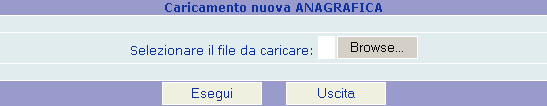 Caricamento nuova ANAGRAFICA
Selezionare il file da caricare: Browse...
Esegui Uscita